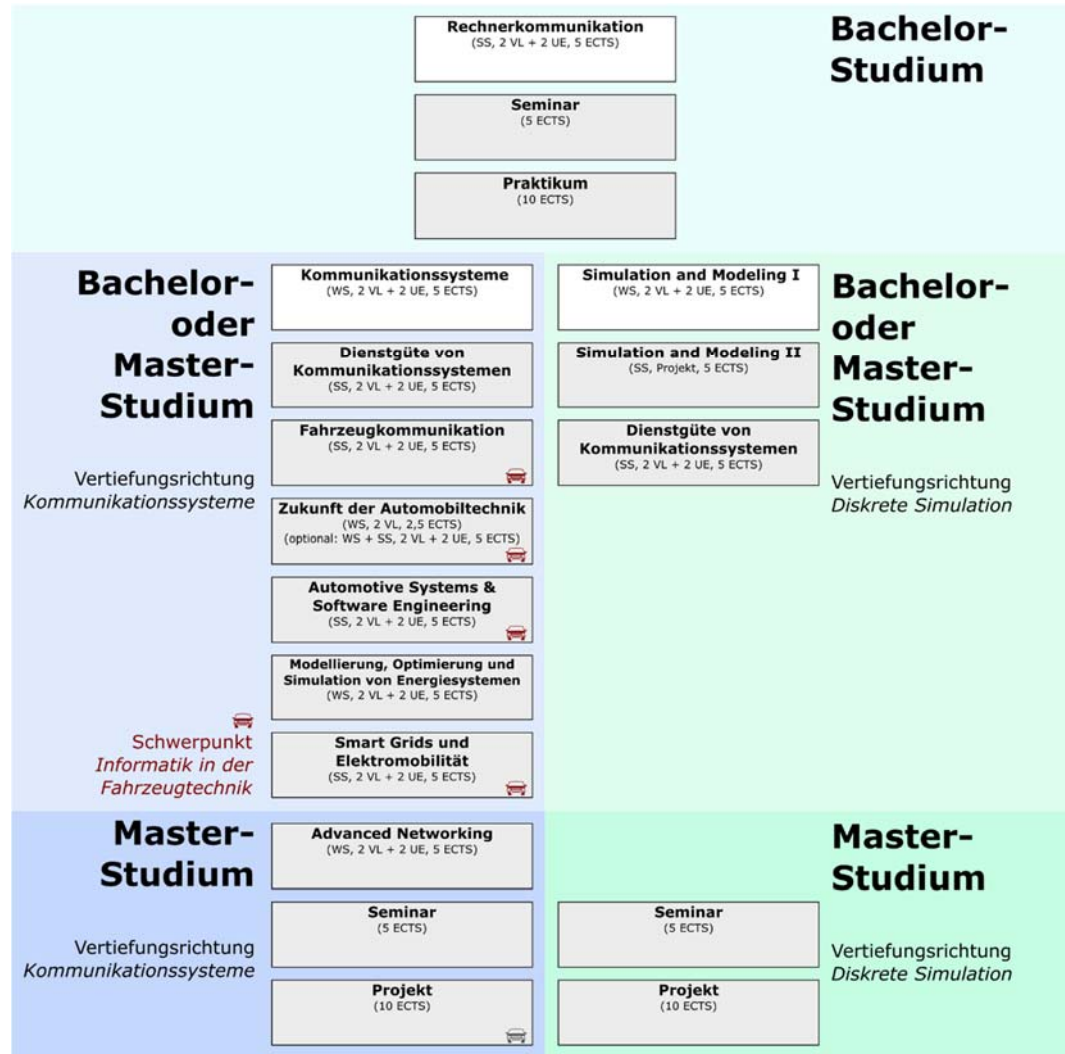 Rechnerkommunikation
(SS, 2 VL + 2 UE, 5 ECTS)
Seminar
(5 ECTS)
Praktikum
(10 ECTS)
Bachelor-
Studium
Bachelor-
oder
Master-
Studium
Vertiefungsrichtung
Kommunikationssysteme
Schwerpunkt
Informatik in der
Fahrzeugtechnik
Kommunikationssysteme
(WS, 2 VL + 2 UE, 5 ECTS)
Dienstgüte von
Kommunikationssystemen
(SS, 2 VL + 2 UE, 5 ECTS)
Fahrzeugkommunikation
(SS, 2 VL + 2 UE, 5 ECTS)
Zukunft der Automobiltechnik
(WS, 2 VL, 2,5 ECTS)
(optional: WS + SS, 2 VL + 2 UE, 5 ECTS)
Automotive Systems &
Software Engineering
(SS, 2 VL + 2 UE, 5 ECTS)
Modellierung, Optimierung und
Simulation von Energiesystemen
(WS, 2 VL + 2 UE, 5 ECTS)
Smart Grids und
Elektromobilität
(SS, 2 VL + 2 UE, 5 ECTS)
Simulation and Modeling I
(WS, 2 VL + 2 UE, 5 ECTS)
Simulation and Modeling II
(SS, Projekt, 5 ECTS)
Dienstgüte von
Kommunikationssystemen
(SS, 2 VL + 2 UE, 5 ECTS)
Bachelor-
oder
Master-
Studium
Vertiefungsrichtung
Diskrete Simulation
Master-
Studium
Vertiefungsrichtung
Kommunikationssysteme
Advanced Networking
(WS, 2 VL + 2 UE, 5 ECTS)
Seminar
(5 ECTS)
Projekt
(10 ECTS)
Seminar
(5 ECTS)
Projekt
(10 ECTS)
Master-
Studium
Vertiefungsrichtung
Diskrete Simulation